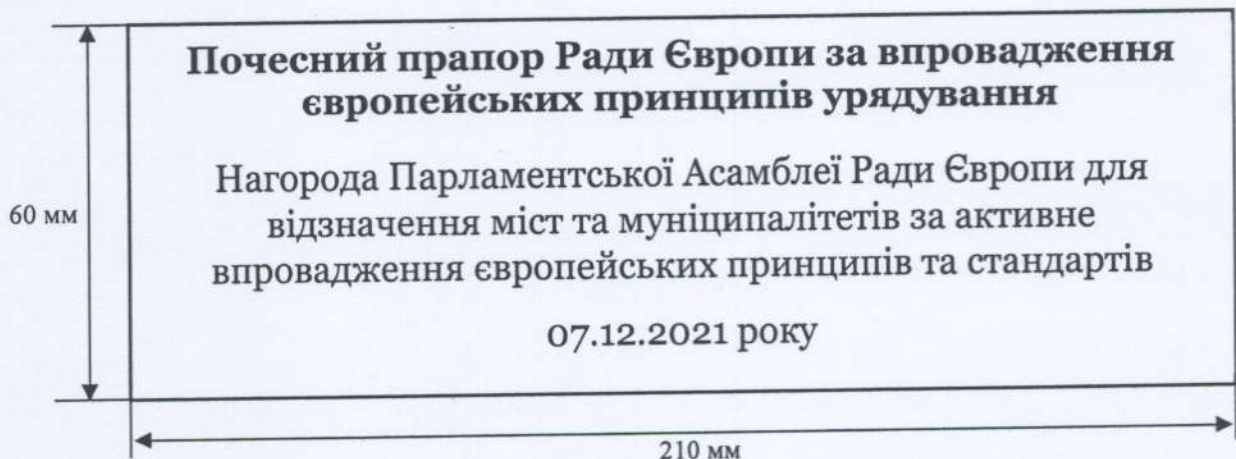 Почесний прапор Ради Європи за впровадження
європейських принципів урядування
Нагорода Парламентської Асамблеї Ради Європи для
відзначення міст та муніципалітетів за активне
впровадження європейських принципів та стандартів
07.12.2021 року
60 мм
210 мм